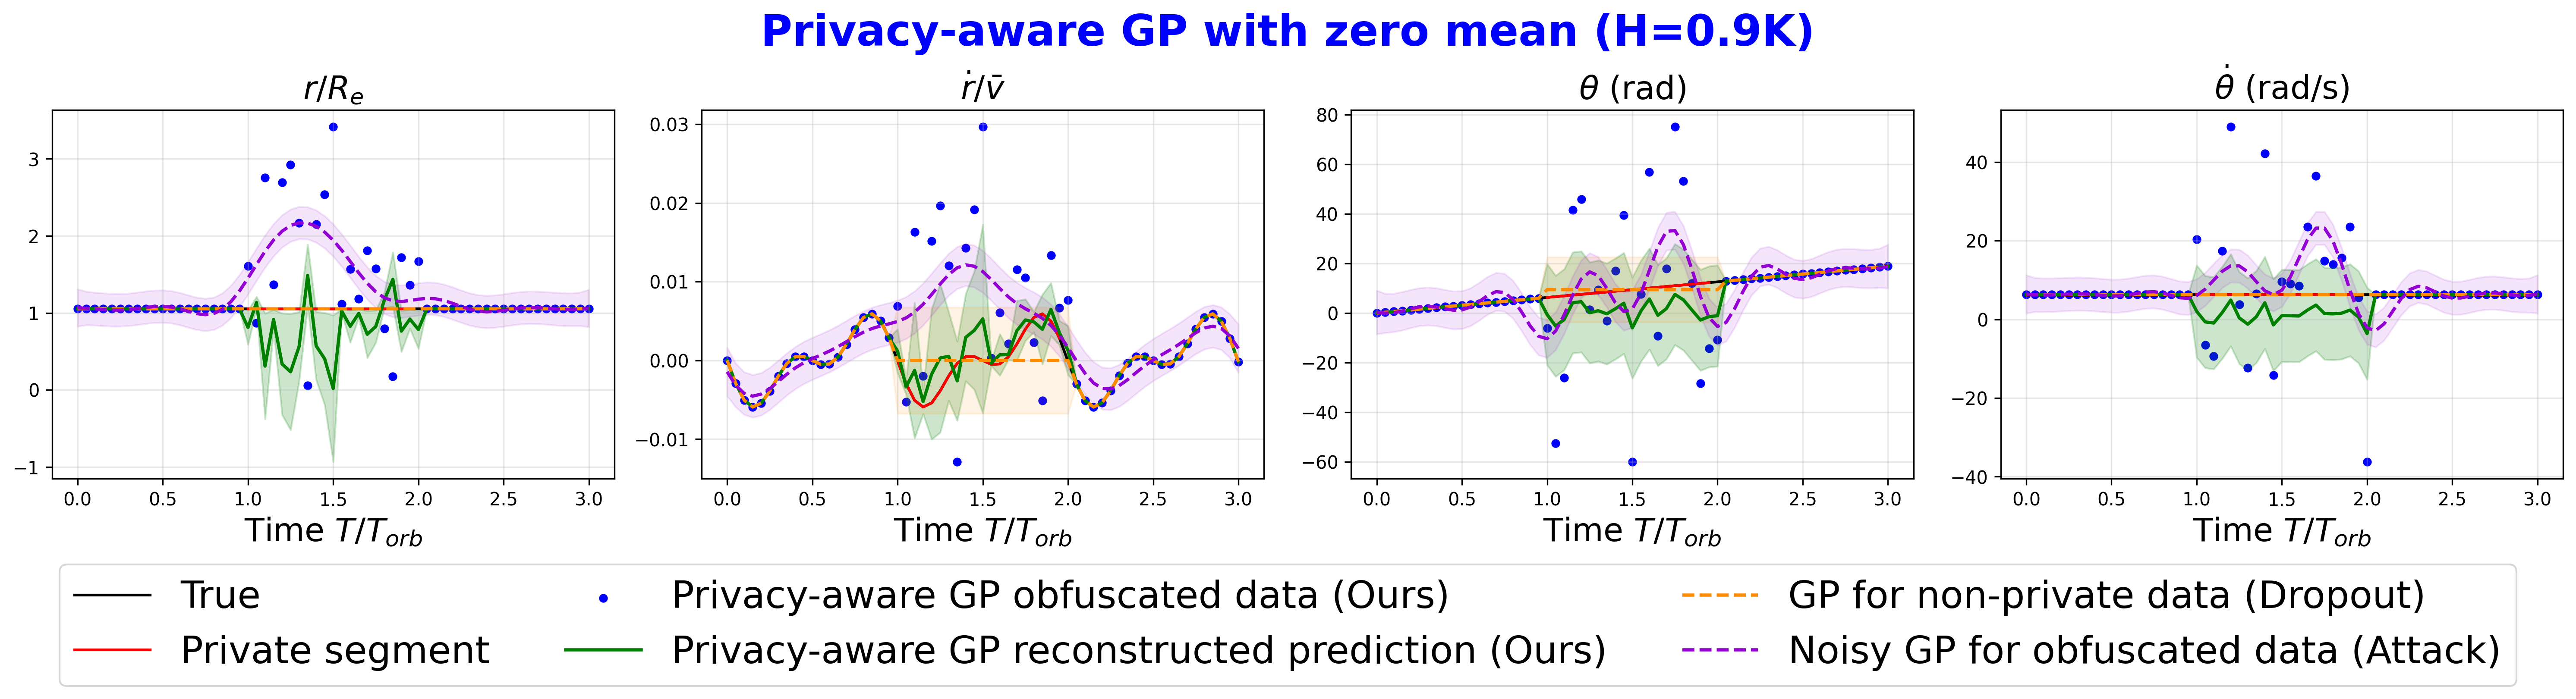 Privacy-aware GP with zero mean (H=0.9K)
r/Rₑ
ṙ/v̄
θ (rad)
θ̇ (rad/s)
3
2
1
0
−1
0.0 0.5 1.0 1.5 2.0 2.5 3.0
Time T/Tₒᵣb
0.03
0.02
0.01
0.00
−0.01
0.0 0.5 1.0 1.5 2.0 2.5 3.0
Time T/Tₒᵣb
80
60
40
20
0
−20
−40
−60
0.0 0.5 1.0 1.5 2.0 2.5 3.0
Time T/Tₒᵣb
40
20
0
−20
−40
0.0 0.5 1.0 1.5 2.0 2.5 3.0
Time T/Tₒᵣb
True
Private segment
Privacy-aware GP obfuscated data (Ours)
Privacy-aware GP reconstructed prediction (Ours)
GP for non-private data (Dropout)
Noisy GP for obfuscated data (Attack)